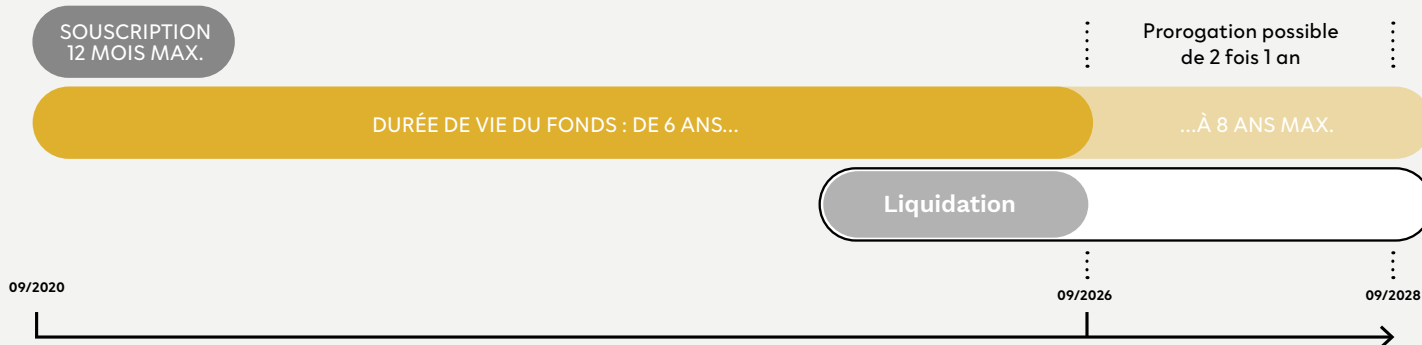 SOUSCRIPTION
12 MOIS MAX.
Prorogation possible
de 2 fois 1 an
DURÉE DE VIE DU FONDS : DE 6 ANS...
...À 8 ANS MAX.
Liquidation
09/2020
09/2026
09/2028